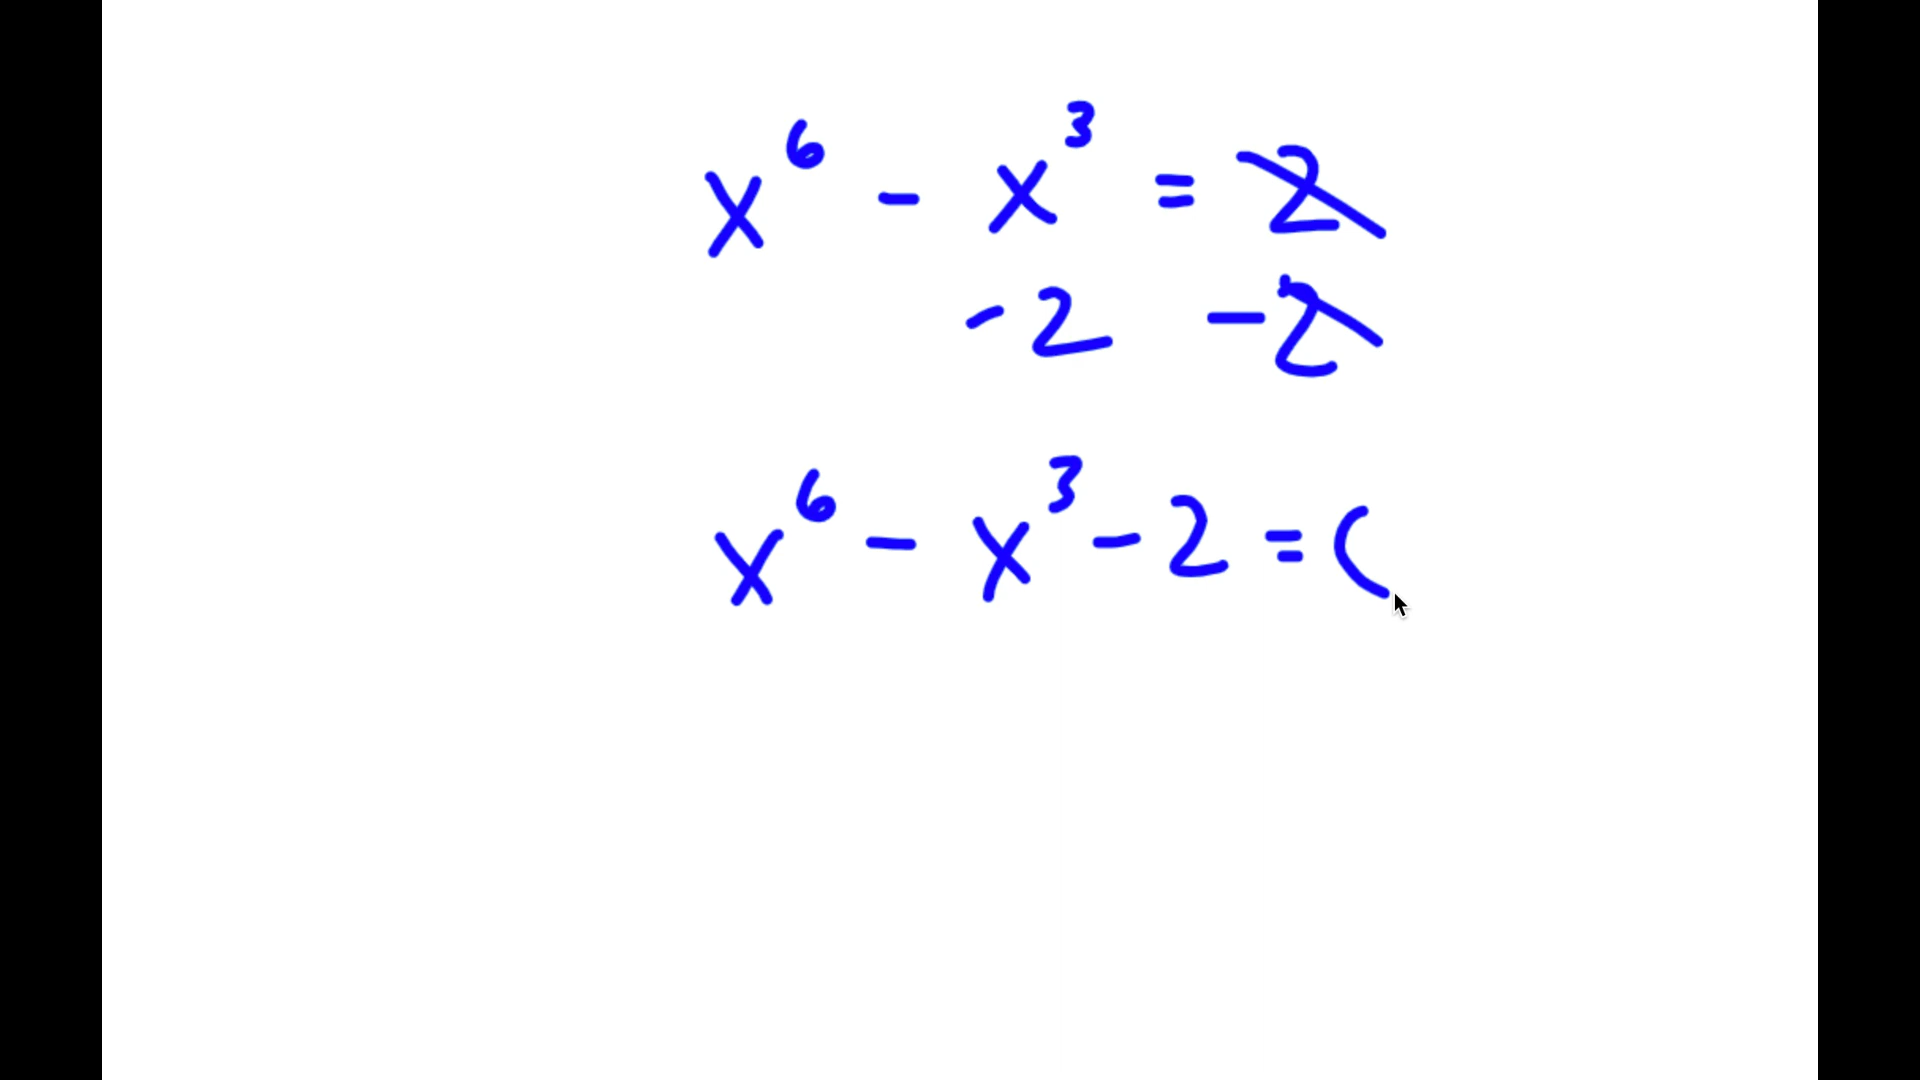 x⁶ - x³ = 2
-2 -2
x⁶ - x³ - 2 = (